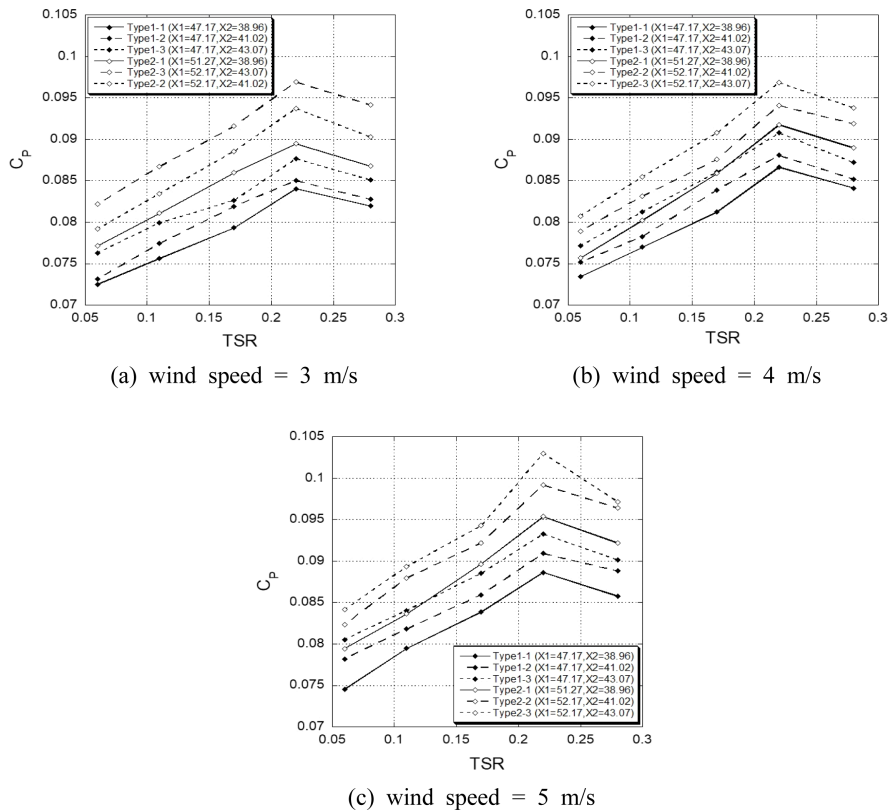 0.105
0.1
0.095
0.09
0.085
0.08
0.075
0.07
C_P
Type1-1 (X1=47.17,X2=38.96)
Type1-2 (X1=47.17,X2=41.02)
Type1-3 (X1=47.17,X2=43.07)
Type2-1 (X1=51.27,X2=38.96)
Type2-3 (X1=52.17,X2=43.07)
Type2-2 (X1=52.17,X2=41.02)
0.05 0.1 0.15 0.2 0.25 0.3
TSR
(a) wind speed = 3 m/s
0.105
0.1
0.095
0.09
0.085
0.08
0.075
0.07
C_P
Type1-1 (X1=47.17,X2=38.96)
Type1-2 (X1=47.17,X2=41.02)
Type1-3 (X1=47.17,X2=43.07)
Type2-1 (X1=51.27,X2=38.96)
Type2-2 (X1=52.17,X2=41.02)
Type2-3 (X1=52.17,X2=43.07)
0.05 0.1 0.15 0.2 0.25 0.3
TSR
(b) wind speed = 4 m/s
0.105
0.1
0.095
0.09
0.085
0.08
0.075
0.07
C_P
Type1-1 (X1=47.17,X2=38.96)
Type1-2 (X1=47.17,X2=41.02)
Type1-3 (X1=47.17,X2=43.07)
Type2-1 (X1=51.27,X2=38.96)
Type2-2 (X1=52.17,X2=41.02)
Type2-3 (X1=52.17,X2=43.07)
0.05 0.1 0.15 0.2 0.25 0.3
TSR
(c) wind speed = 5 m/s